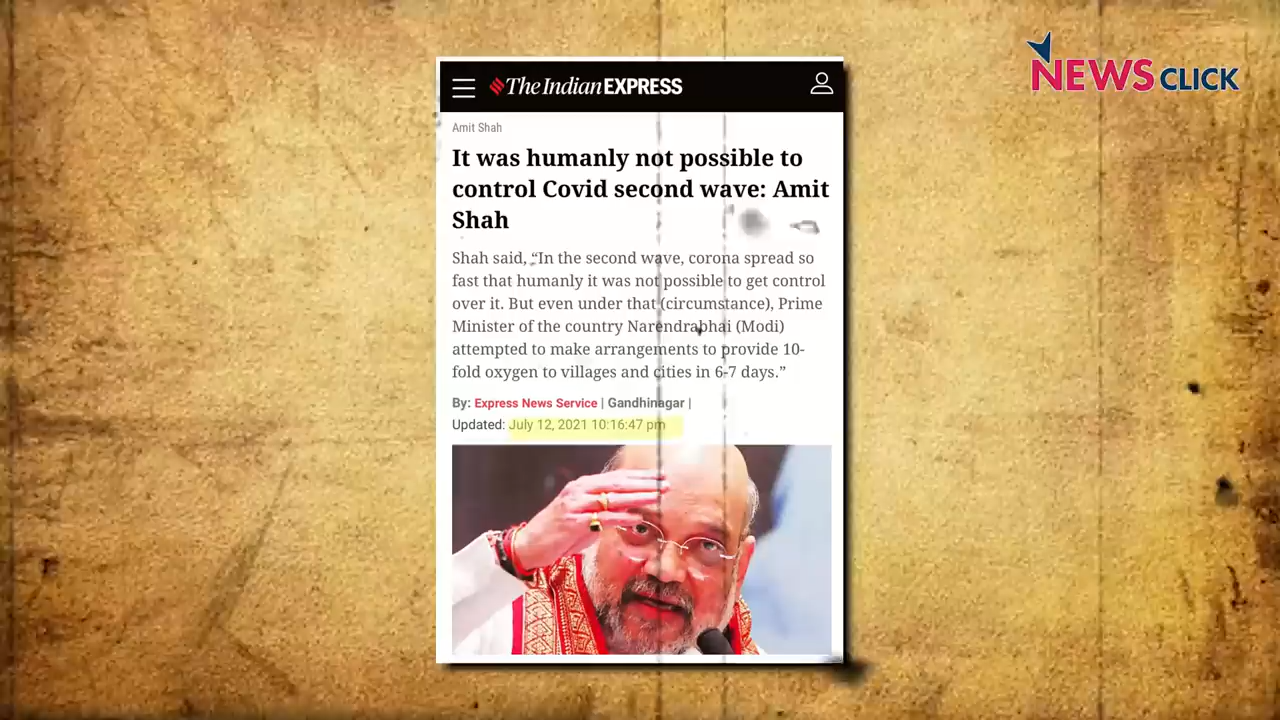 NEWS CLICK
The Indian EXPRESS
Amit Shah
It was humanly not possible to
control Covid second wave: Amit
Shah
Shah said, “In the second wave, corona spread so
fast that humanly it was not possible to get control
over it. But even under that (circumstance), Prime
Minister of the country Narendrabhai (Modi)
attempted to make arrangements to provide 10-
fold oxygen to villages and cities in 6-7 days.”
By: Express News Service | Gandhinagar |
Updated: July 12, 2021 10:16:47 pm